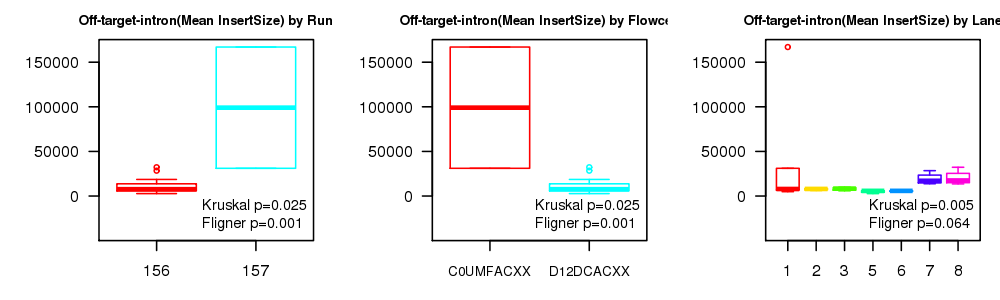 Off-target-intron(Mean InsertSize) by Run
150000
100000
50000
0
Kruskal p=0.025
Fligner p=0.001
156 157
Off-target-intron(Mean InsertSize) by Flowce
150000
100000
50000
0
Kruskal p=0.025
Fligner p=0.001
C0UMFACXX D12DCACXX
Off-target-intron(Mean InsertSize) by Lane
150000
100000
50000
0
Kruskal p=0.005
Fligner p=0.064
1 2 3 5 6 7 8